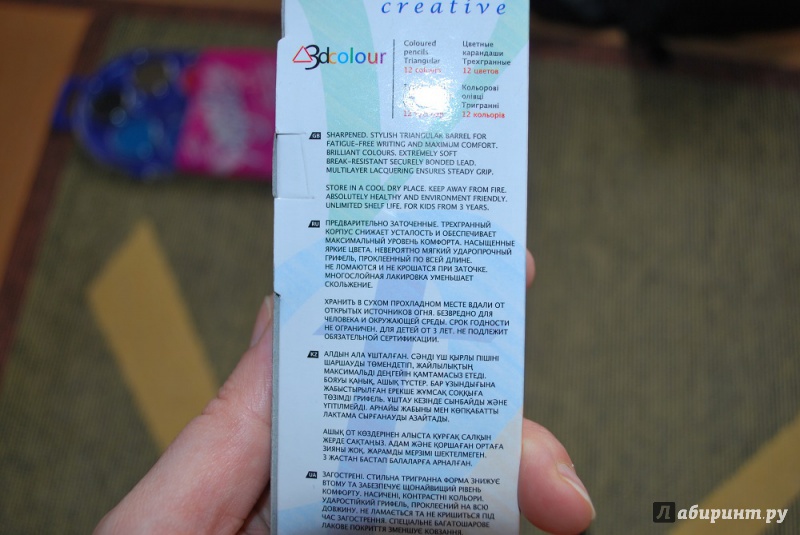 creative
3dcolour
Coloured
pencils
Triangular
12 colours
Цветные
карандаши
Трехгранные
12 цветов
Кольорові
олівці
Тригранні
12 кольорів
GB SHARPENED. STYLISH TRIANGULAR BARREL FOR
FATIGUE-FREE WRITING AND MAXIMUM COMFORT.
BRILLIANT COLOURS. EXTREMELY SOFT
BREAK-RESISTANT SECURELY BONDED LEAD.
MULTILAYER LACQUERING ENSURES STEADY GRIP.
STORE IN A COOL DRY PLACE. KEEP AWAY FROM FIRE.
ABSOLUTELY HEALTHY AND ENVIRONMENT FRIENDLY.
UNLIMITED SHELF LIFE. FOR KIDS FROM 3 YEARS.
RU ПРЕДВАРИТЕЛЬНО ЗАТОЧЕННЫЕ. ТРЕХГРАННЫЙ
КОРПУС СНИЖАЕТ УСТАЛОСТЬ И ОБЕСПЕЧИВАЕТ
МАКСИМАЛЬНЫЙ УРОВЕНЬ КОМФОРТА. НАСЫЩЕННЫЕ
ЯРКИЕ ЦВЕТА. НЕВЕРОЯТНО МЯГКИЙ УДАРОПРОЧНЫЙ
ГРИФЕЛЬ, ПРОКЛЕЕННЫЙ ПО ВСЕЙ ДЛИНЕ.
НЕ ЛОМАЮТСЯ И НЕ КРОШАТСЯ ПРИ ЗАТОЧКЕ.
МНОГОСЛОЙНАЯ ЛАКИРОВКА УМЕНЬШАЕТ
СКОЛЬЖЕНИЕ.
ХРАНИТЬ В СУХОМ ПРОХЛАДНОМ МЕСТЕ ВДАЛИ ОТ
ОТКРЫТЫХ ИСТОЧНИКОВ ОГНЯ. БЕЗВРЕДНО ДЛЯ
ЧЕЛОВЕКА И ОКРУЖАЮЩЕЙ СРЕДЫ. СРОК ГОДНОСТИ
НЕ ОГРАНИЧЕН. ДЛЯ ДЕТЕЙ ОТ 3 ЛЕТ. НЕ ПОДЛЕЖИТ
ОБЯЗАТЕЛЬНОЙ СЕРТИФИКАЦИИ.
KZ АЛДЫН АЛА ҰШТАЛҒАН. СӘНДІ ҮШ ҚЫРЛЫ ПІШІНІ
ШАРШАУДЫ ТӨМЕНДЕТІП, ЖАЙЛЫЛЫҚТЫҢ
МАКСИМАЛЬДІ ДЕҢГЕЙІН ҚАМТАМАСЫЗ ЕТЕДІ.
БОЯУЫ ҚАНЫҚ, АШЫҚ ТҮСТЕР. БАР ҰЗЫНДЫҒЫНА
ЖАБЫСТЫРЫЛҒАН ЕРЕКШЕ ЖҰМСАҚ СОҚҚЫҒА
ТӨЗІМДІ ГРИФЕЛЬ. ҰШТАУ КЕЗІНДЕ СЫНБАЙДЫ ЖӘНЕ
ҮПТІЛМЕЙДІ. АРНАЙЫ ЖАБЫНЫ МЕН КӨПҚАБАТТЫ
ЛАКТАМА СЫРҒАНАУДЫ АЗАЙТАДЫ.
АШЫҚ ОТ КӨЗДЕРІНЕН АЛЫСТА ҚҰРҒАҚ САЛҚЫН
ЖЕРДЕ САҚТАҢЫЗ. АДАМ ЖӘНЕ ҚОРШАҒАН ОРТАҒА
ЗИЯНЫ ЖОҚ. ЖАРАМДЫ МЕРЗІМІ ШЕКТЕЛМЕГЕН.
3 ЖАСТАН БАСТАП БАЛАЛАРҒА АРНАЛҒАН.
UA ЗАГОСТРЕНІ. СТИЛЬНА ТРИГРАННА ФОРМА ЗНИЖУЄ
ВТОМУ ТА ЗАБЕЗПЕЧУЄ ЩОНАЙВИЩИЙ РІВЕНЬ
КОМФОРТУ. НАСИЧЕНІ, КОНТРАСТНІ КОЛЬОРИ.
УДАРОСТІЙКИЙ ГРИФЕЛЬ, ПРОКЛЕЄНИЙ НА ВСЮ
ДОВЖИНУ. НЕ ЛАМАЄТЬСЯ ТА НЕ КРИШИТЬСЯ ПІД
ЧАС ЗАГОСТРЕННЯ. СПЕЦІАЛЬНЕ БАГАТОШАРОВЕ
ЛАКОВЕ ПОКРИТТЯ ЗМЕНШУЄ КОВЗАННЯ.
Лабиринт.ру